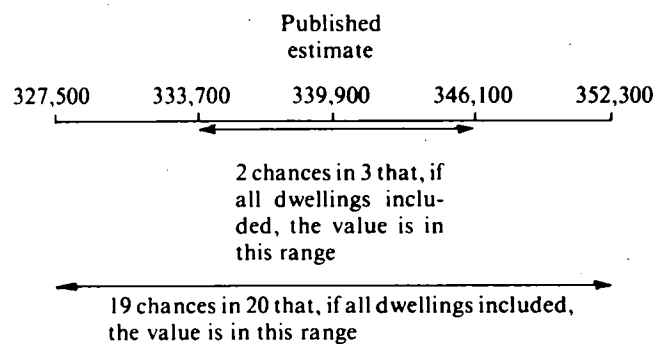 Published
estimate
327,500 333,700 339,900 346,100 352,300
2 chances in 3 that, if
all dwellings inclu-
ded, the value is in
this range
19 chances in 20 that, if all dwellings included,
the value is in this range